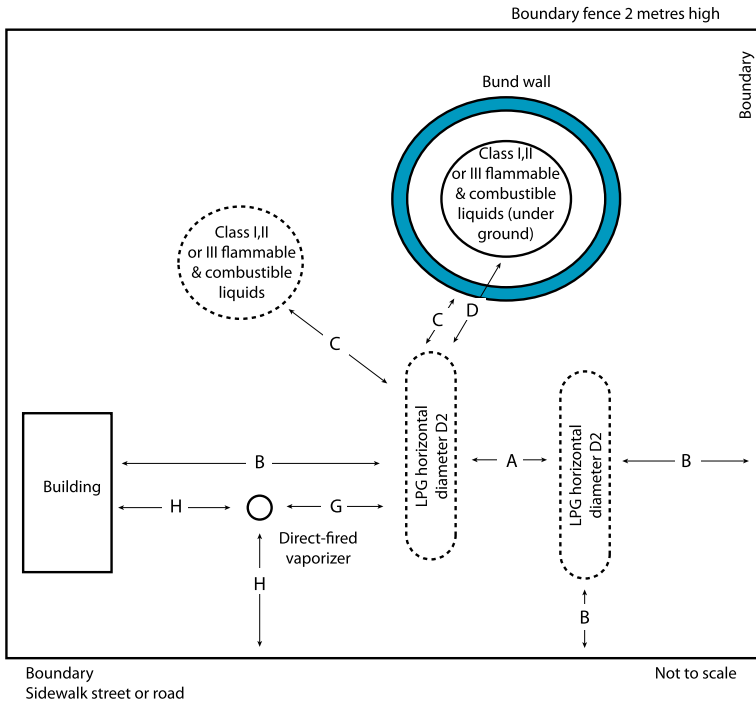 Boundary fence 2 metres high
Boundary
Bund wall
Class I,II
or III flammable
& combustible
liquids (under
ground)
Class I,II
or III flammable
& combustible
liquids
C
D
C
LPG horizontal
diameter D2
LPG horizontal
diameter D2
B
A
B
Building
H
G
Direct-fired
vaporizer
H
B
Boundary
Sidewalk street or road
Not to scale